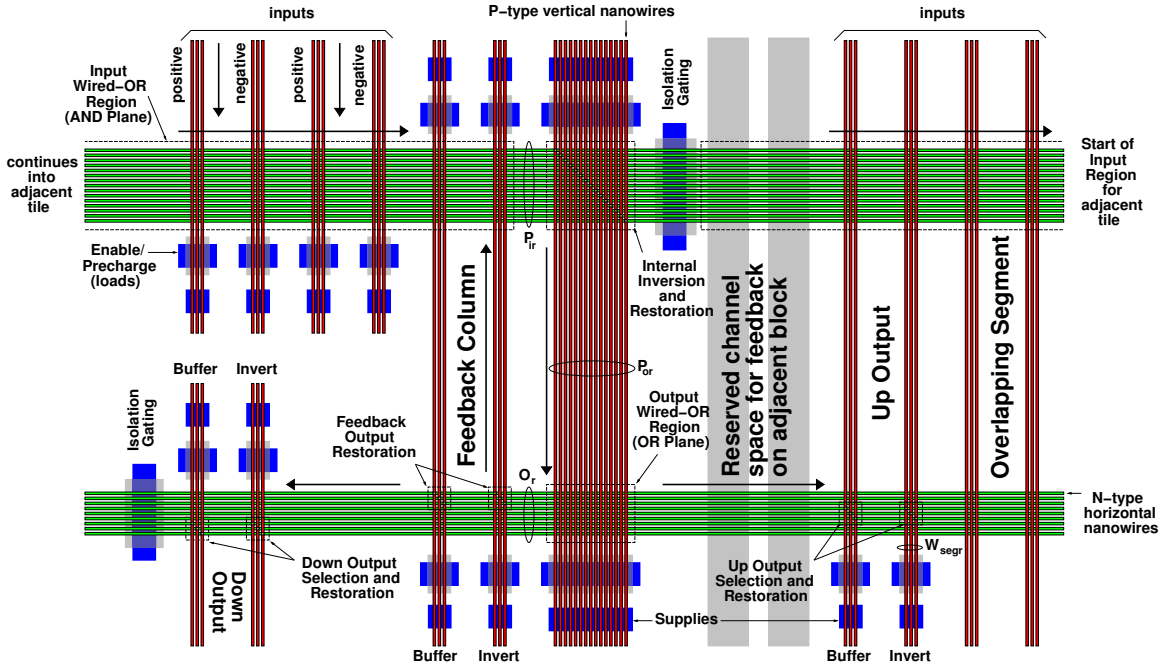 inputs
P-type vertical nanowires
inputs
Input
Wired-OR
Region
(AND Plane)
positive
negative
positive
negative
Isolation
Gating
continues
into
adjacent
tile
Start of
Input
Region
for
adjacent
tile
P_ir
Enable/
Precharge
(loads)
Internal
Inversion
and
Restoration
Feedback Column
Reserved channel
space for feedback
on adjacent block
Up Output
Overlapping Segment
P_or
Buffer
Invert
Isolation
Gating
Feedback
Output
Restoration
Output
Wired-OR
Region
(OR Plane)
O_r
N-type
horizontal
nanowires
Down Output
Selection and
Restoration
Down
Output
Up Output
Selection and
Restoration
W_segr
Supplies
Buffer
Invert
Buffer
Invert